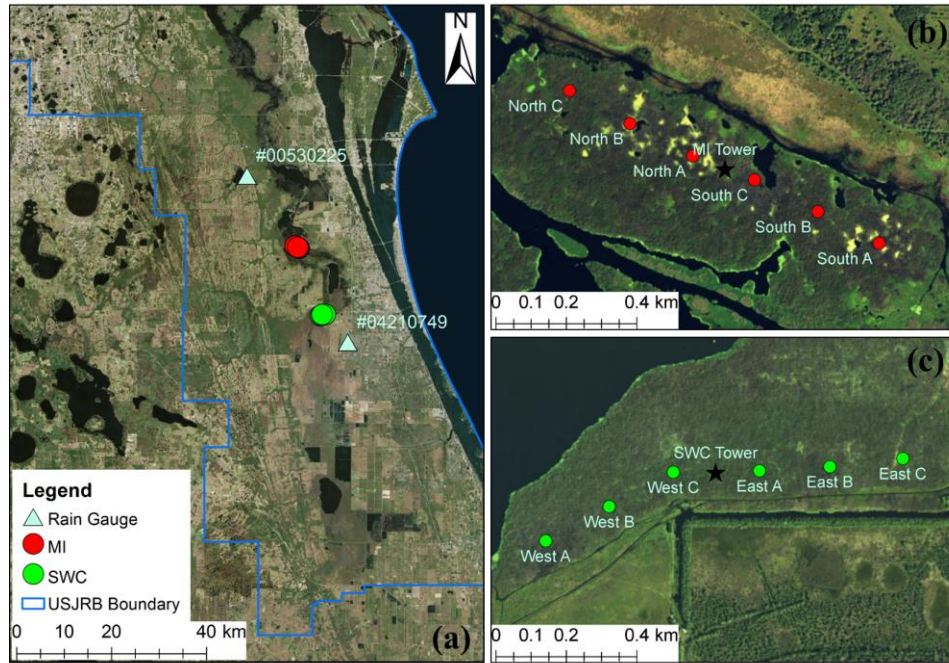 N
#00530225
#04210749
Legend
Rain Gauge
MI
SWC
USJRB Boundary
0 10 20 40 km
(a)
(b)
North C
North B
MI Tower
North A
South C
South B
South A
0 0.1 0.2 0.4 km
(c)
SWC Tower
East C
West C
East A
East B
West B
West A
0 0.1 0.2 0.4 km